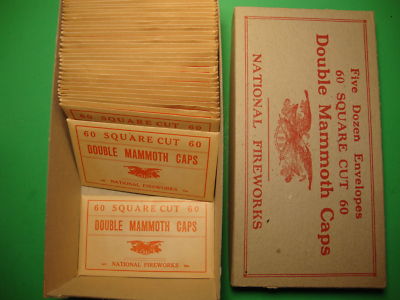 60 SQUARE CUT 60
60 SQUARE CUT 60
DOUBLE MAMMOTH CAPS
NATIONAL FIREWORKS
60 SQUARE CUT 60
DOUBLE MAMMOTH CAPS
NATIONAL FIREWORKS
Five Dozen Envelopes
60 SQUARE CUT 60
Double Mammoth Caps
NATIONAL FIREWORKS